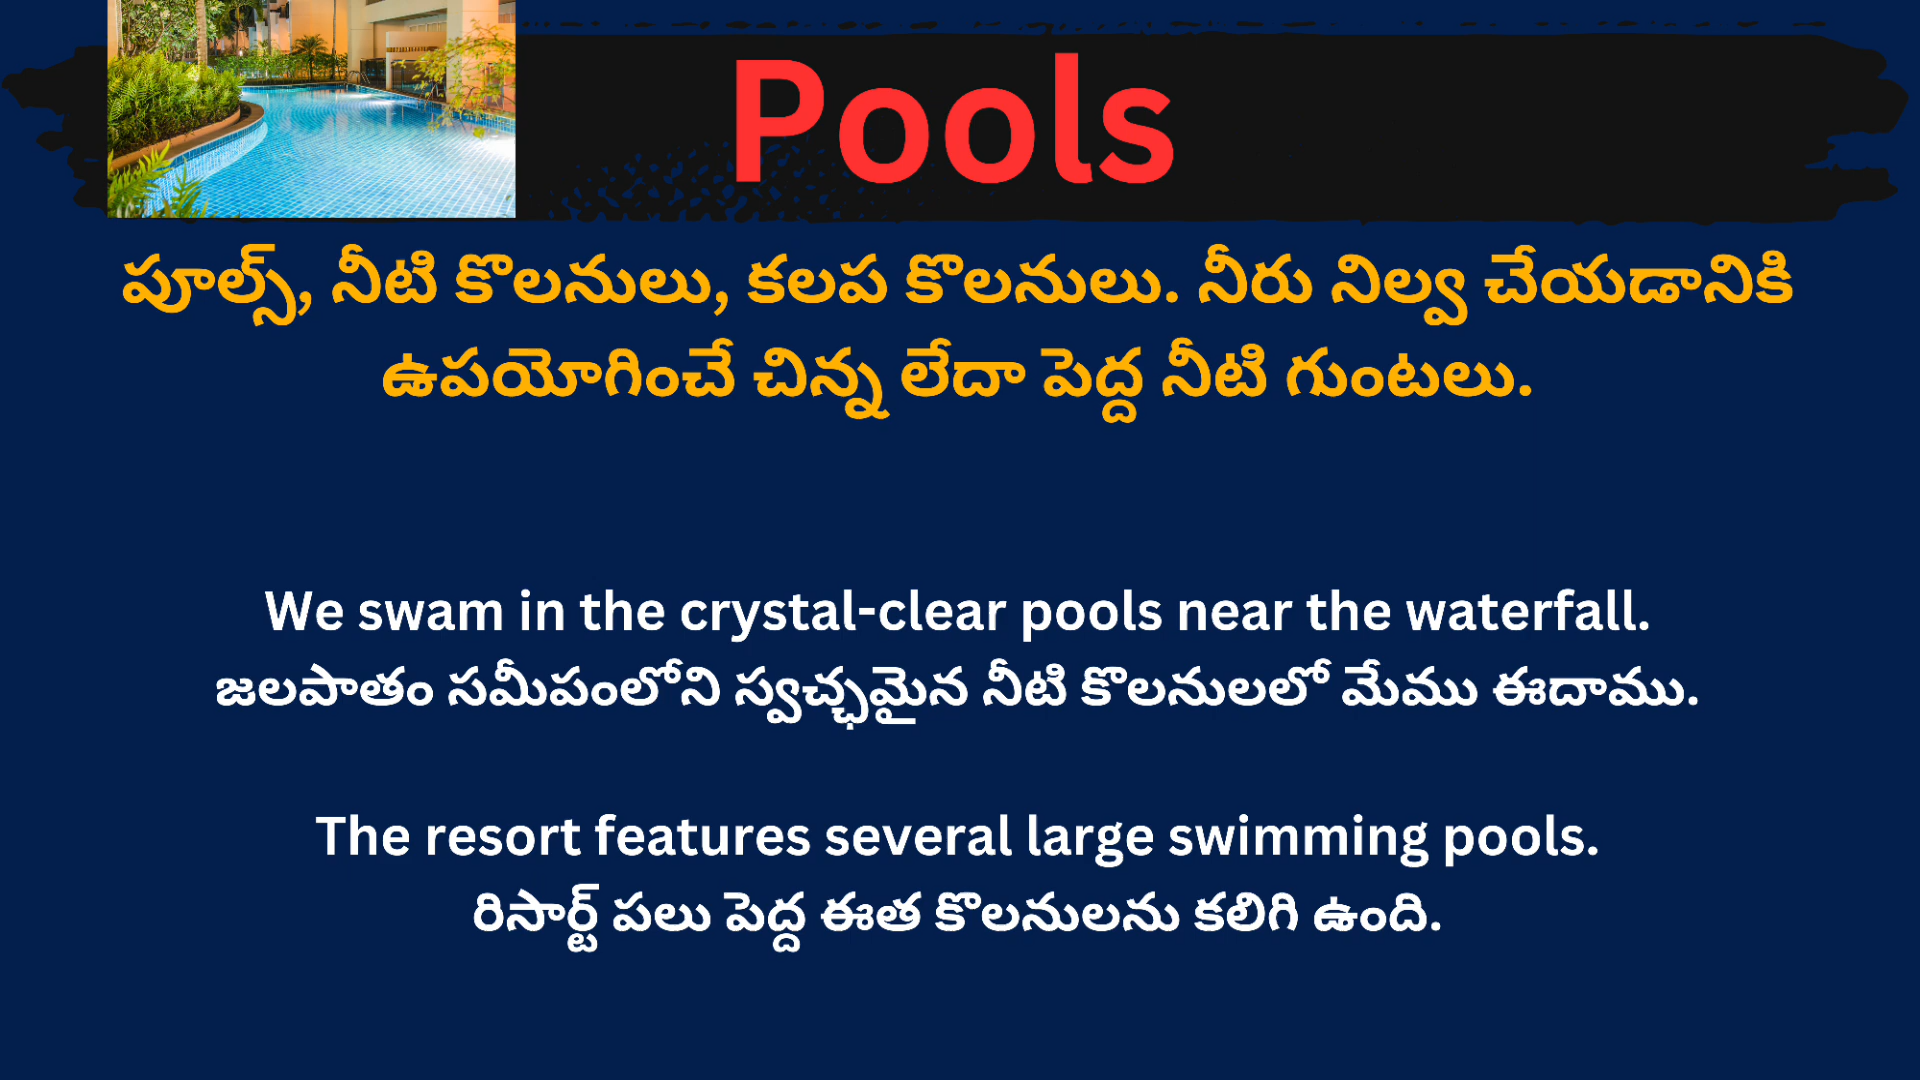 Pools
పూల్స్, నీటి కొలనులు, కలప కొలనులు. నీరు నిల్వ చేయడానికి
ఉపయోగించే చిన్న లేదా పెద్ద నీటి గుంటలు.
We swam in the crystal-clear pools near the waterfall.
జలపాతం సమీపంలోని స్వచ్ఛమైన నీటి కొలనులలో మేము ఈదాము.
The resort features several large swimming pools.
రిసార్ట్ పలు పెద్ద ఈత కొలనులను కలిగి ఉంది.